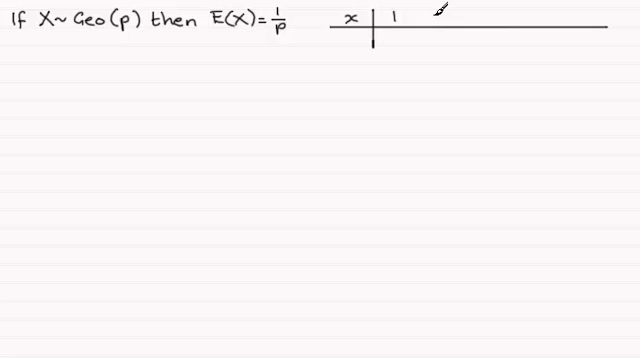 If X~ Geo(p) then E(X)= 1/p
x | 1